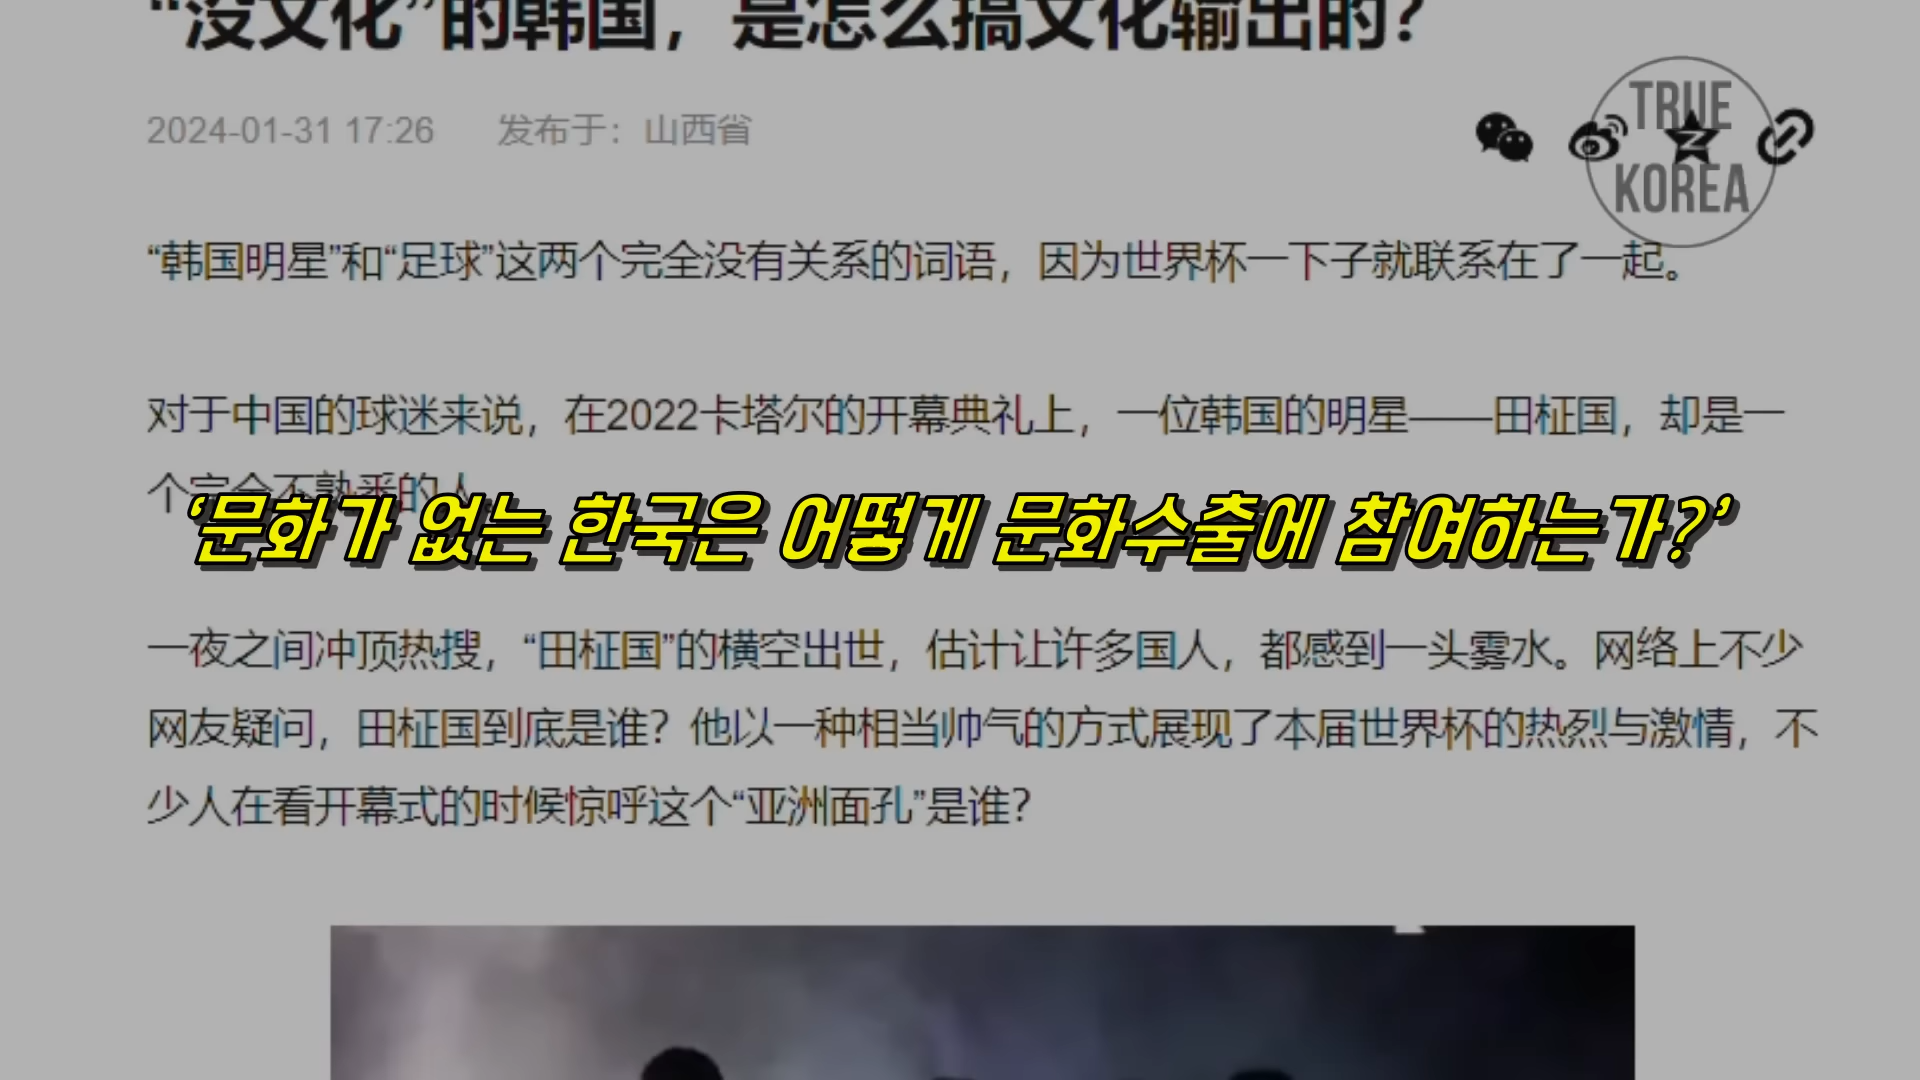 “没文化”的韩国，是怎么搞文化输出的？
2024-01-31 17:26 发布于：山西省
TRUE
KOREA
“韩国明星”和“足球”这两个完全没有关系的词语，因为世界杯一下子就联系在了一起。
对于中国的球迷来说，在2022卡塔尔的开幕典礼上，一位韩国的明星——田柾国，却是一
个完全不熟悉的人。
‘문화가 없는 한국은 어떻게 문화수출에 참여하는가?’
一夜之间冲顶热搜，“田柾国”的横空出世，估计让许多国人，都感到一头雾水。网络上不少
网友疑问，田柾国到底是谁？他以一种相当帅气的方式展现了本届世界杯的热烈与激情，不
少人在看开幕式的时候惊呼这个“亚洲面孔”是谁？